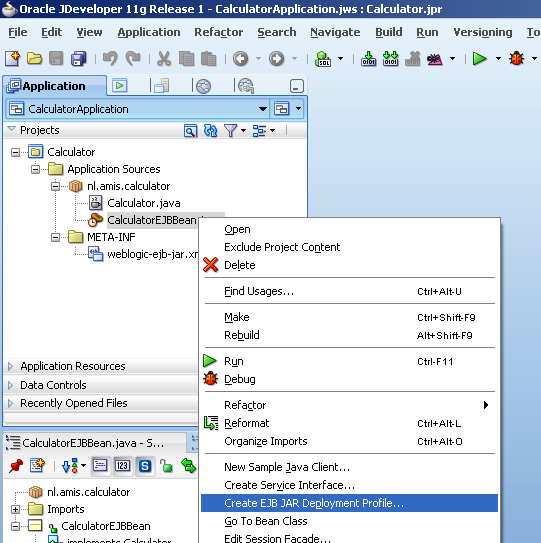 Oracle JDeveloper 11g Release 1 - CalculatorApplication.jws : Calculator.jpr
File Edit View Application Refactor Search Navigate Build Run Versioning To
Application
CalculatorApplication
Projects
Calculator
Application Sources
nl.amis.calculator
Calculator.java
CalculatorEJBBean
META-INF
weblogic-ejb-jar.xm
Application Resources
Data Controls
Recently Opened Files
CalculatorEJBBean.java - S...
123 S
nl.amis.calculator
Imports
CalculatorEJBBean
implements Calculator
Open
Exclude Project Content
Delete
Find Usages... Ctrl+Alt-U
Make Ctrl+Shift-F9
Rebuild Alt+Shift-F9
Run Ctrl-F11
Debug
Refactor
Reformat Ctrl+Alt-L
Organize Imports Ctrl+Alt-O
New Sample Java Client...
Create Service Interface...
Create EJB JAR Deployment Profile...
Go To Bean Class
Edit Session Facade...